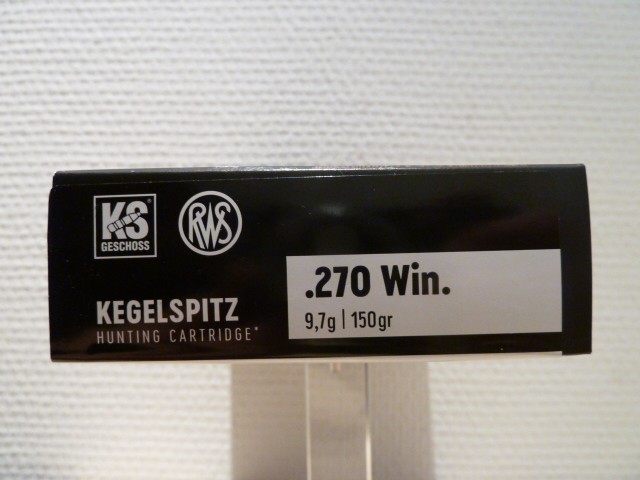 KS®
GESCHOSS
RWS
KEGELSPITZ
HUNTING CARTRIDGE*
.270 Win.
9,7g | 150gr